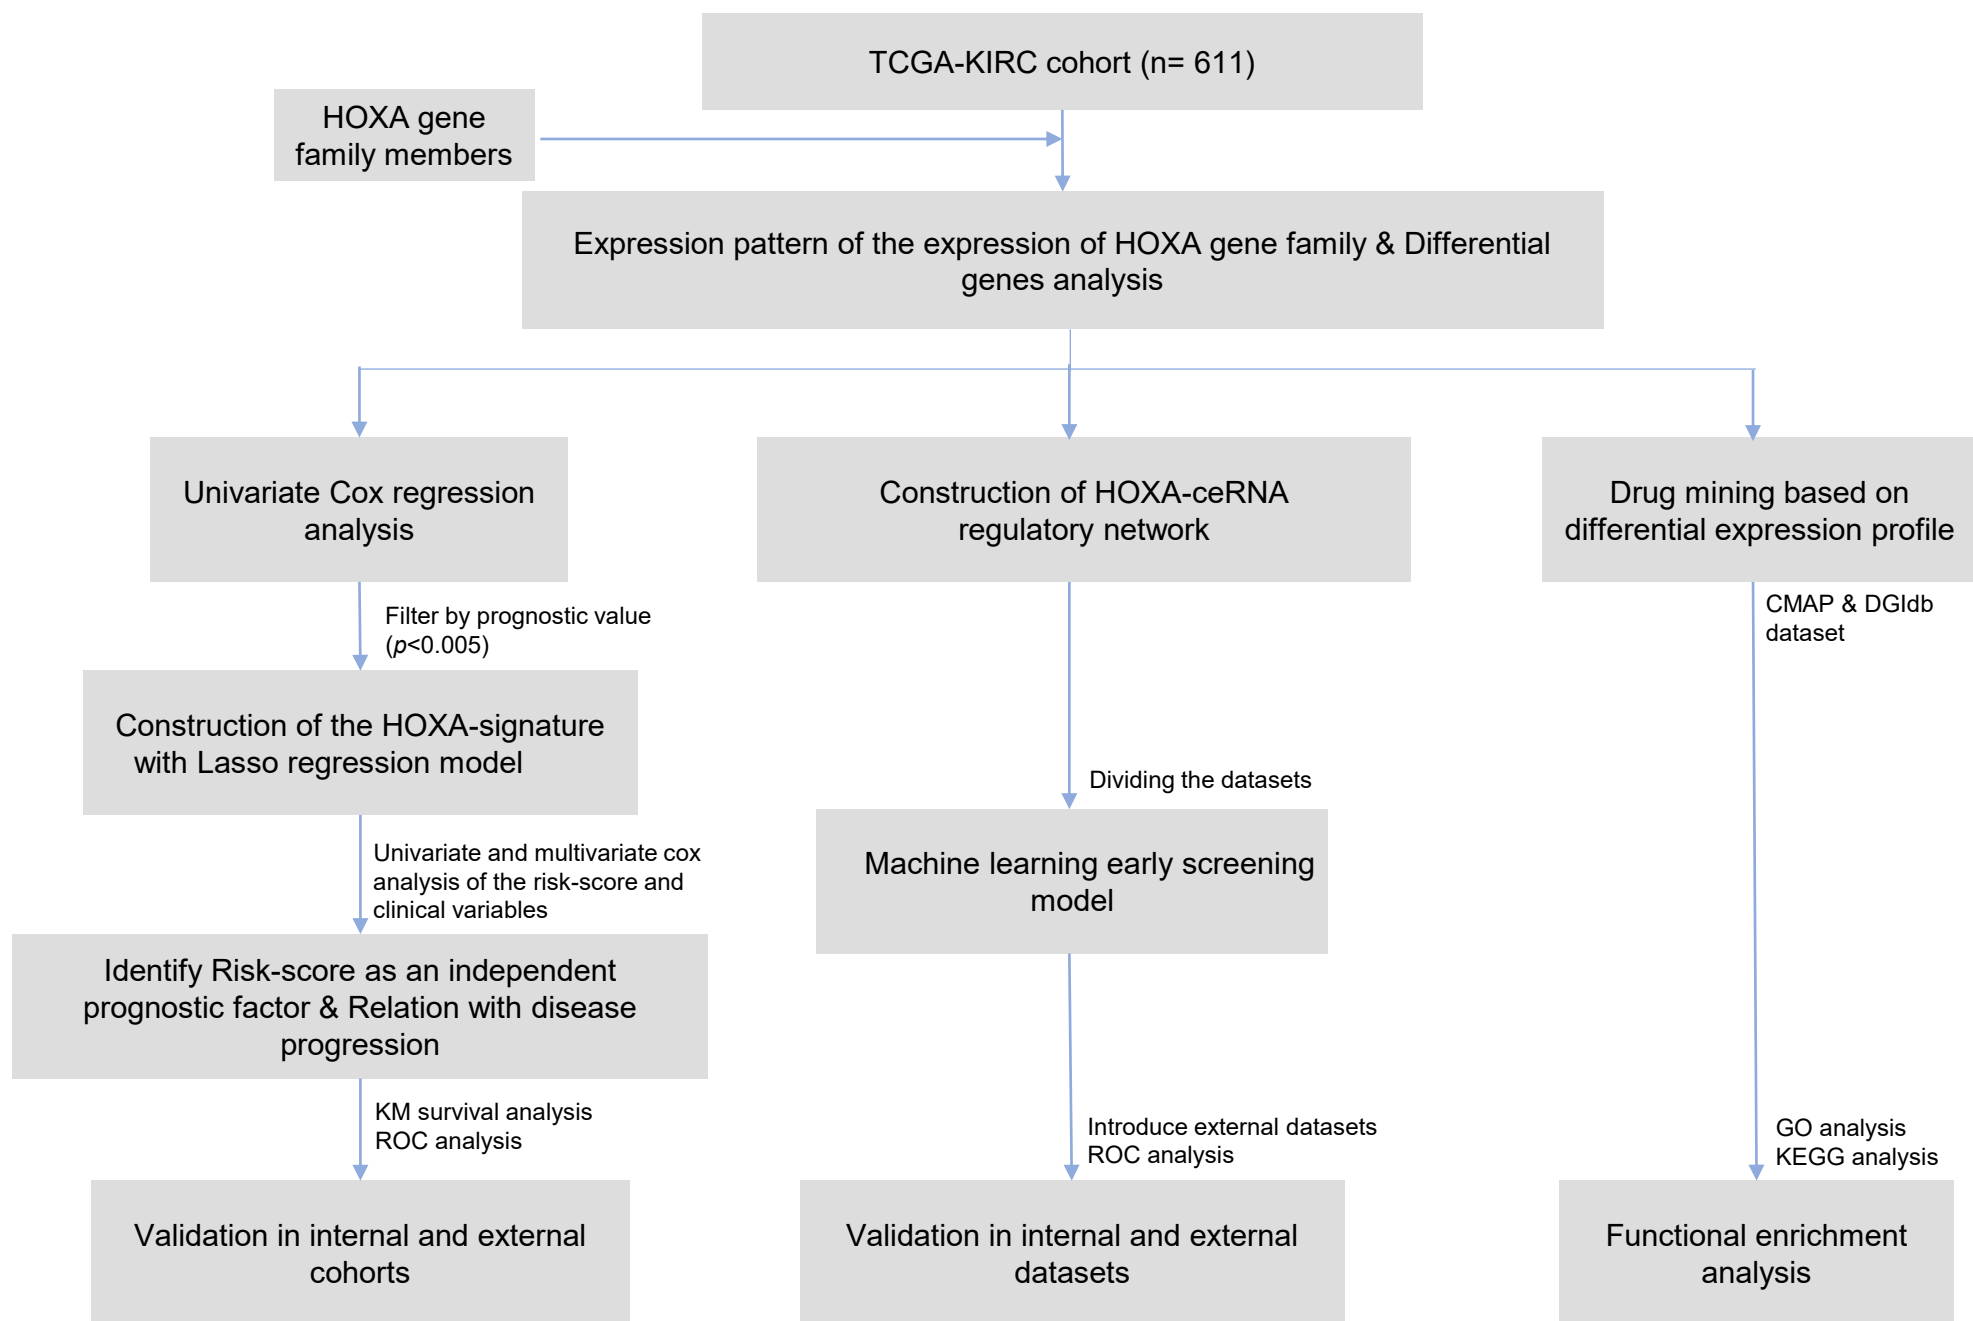 TCGA-KIRC cohort (n= 611)
HOXA gene
family members
Expression pattern of the expression of HOXA gene family & Differential
genes analysis
Univariate Cox regression
analysis
Filter by prognostic value
(p<0.005)
Construction of the HOXA-signature
with Lasso regression model
Univariate and multivariate cox
analysis of the risk-score and
clinical variables
Identify Risk-score as an independent
prognostic factor & Relation with disease
progression
KM survival analysis
ROC analysis
Validation in internal and external
cohorts
Construction of HOXA-ceRNA
regulatory network
Dividing the datasets
Machine learning early screening
model
Introduce external datasets
ROC analysis
Validation in internal and external
datasets
Drug mining based on
differential expression profile
CMAP & DGIdb
dataset
GO analysis
KEGG analysis
Functional enrichment
analysis